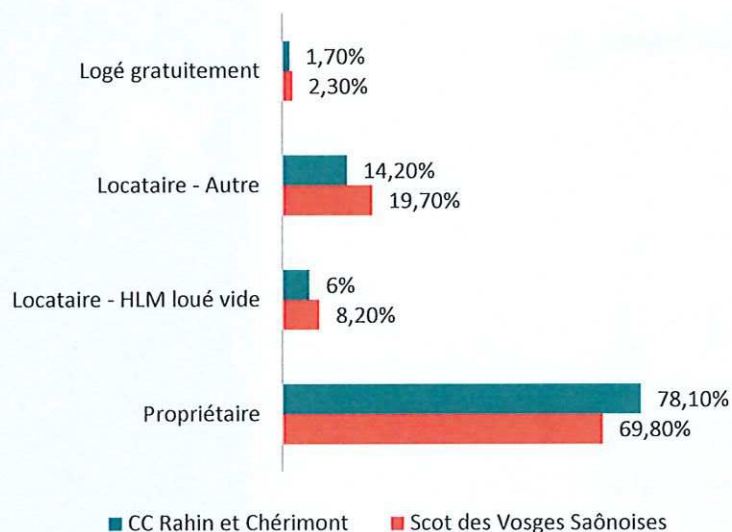 Logé gratuitement
1,70%
2,30%
Locataire - Autre
14,20%
19,70%
Locataire - HLM loué vide
6%
8,20%
Propriétaire
78,10%
69,80%
CC Rahin et Chérimont
Scot des Vosges Saônoises